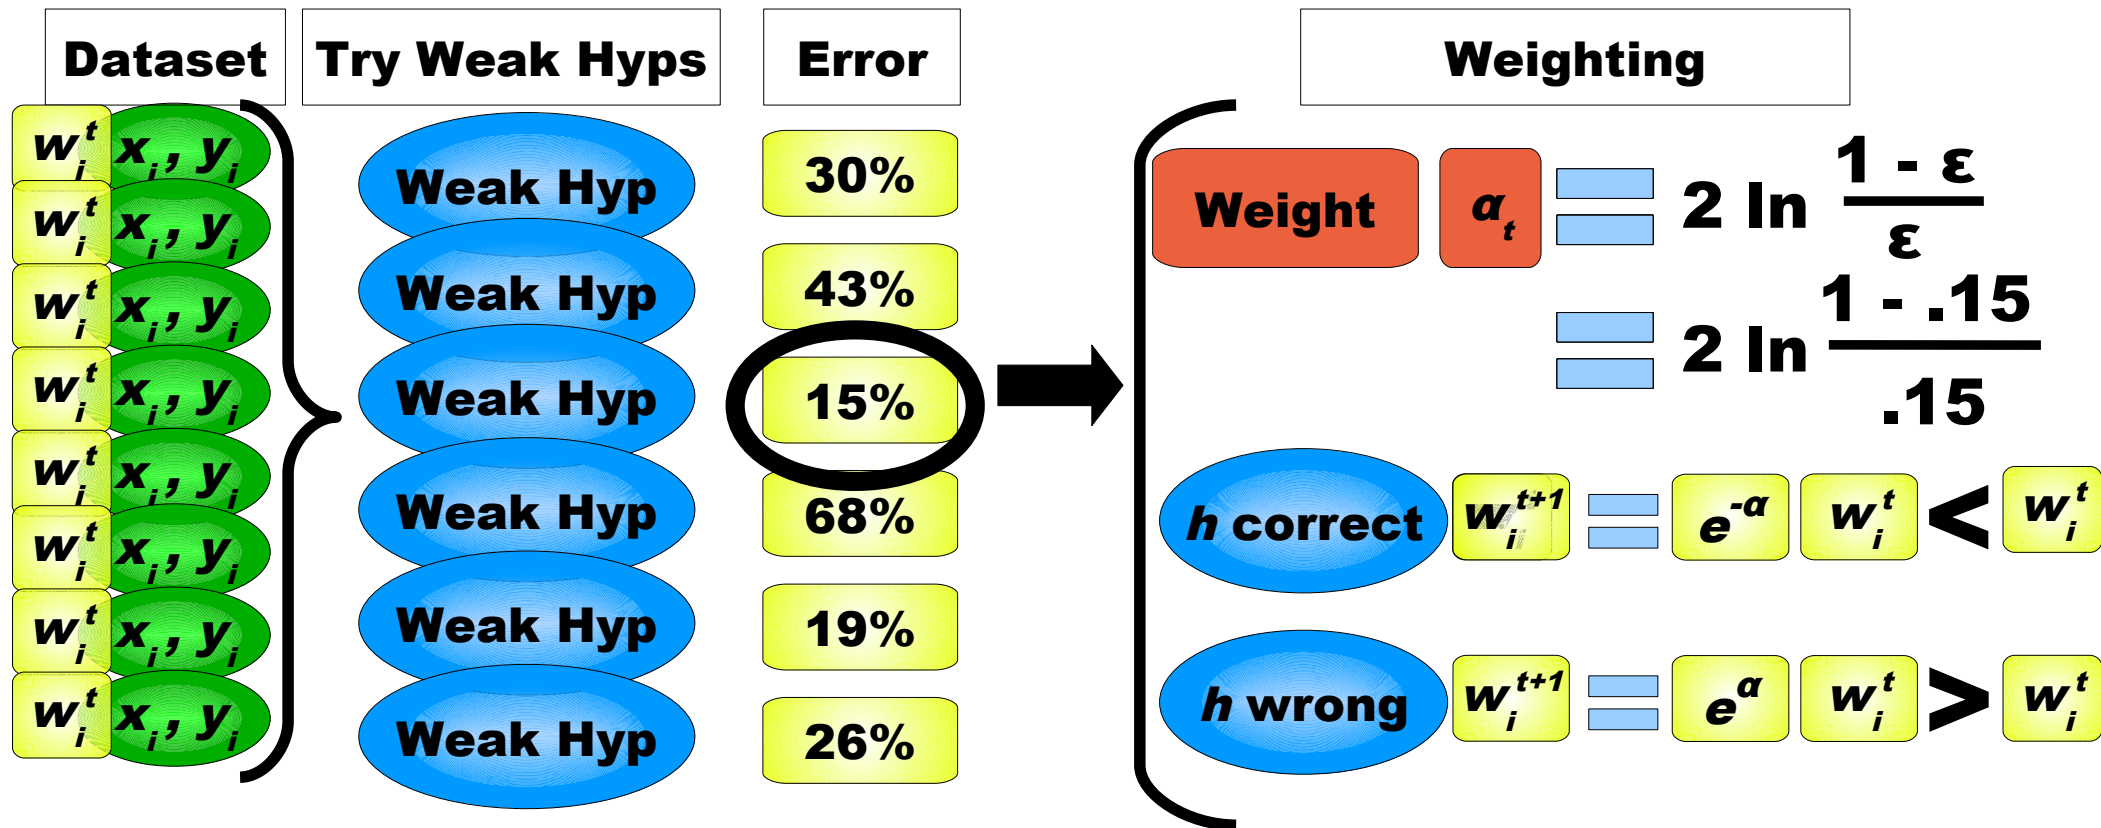 Dataset
Try Weak Hyps
Error
Weighting
w_i^t x_i, y_i
w_i^t x_i, y_i
w_i^t x_i, y_i
w_i^t x_i, y_i
w_i^t x_i, y_i
w_i^t x_i, y_i
w_i^t x_i, y_i
w_i^t x_i, y_i
Weak Hyp
Weak Hyp
Weak Hyp
Weak Hyp
Weak Hyp
Weak Hyp
30%
43%
15%
68%
19%
26%
Weight α_t = 2 ln (1 - ε) / ε
= 2 ln (1 - .15) / .15
h correct w_i^{t+1} = e^{-α} w_i^t < w_i^t
h wrong w_i^{t+1} = e^α w_i^t > w_i^t